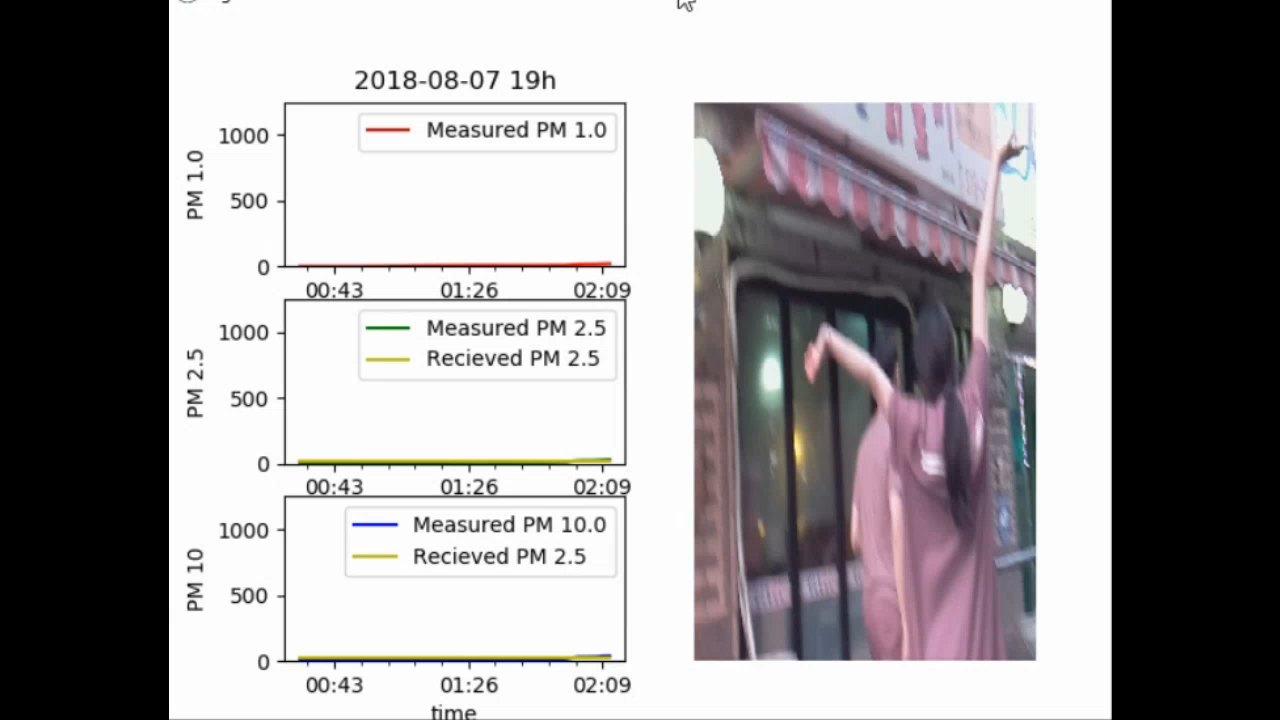 2018-08-07 19h
PM 1.0
1000
500
0
Measured PM 1.0
00:43 01:26 02:09
PM 2.5
1000
500
0
Measured PM 2.5
Recieved PM 2.5
00:43 01:26 02:09
PM 10
1000
500
0
Measured PM 10.0
Recieved PM 2.5
00:43 01:26 02:09
time